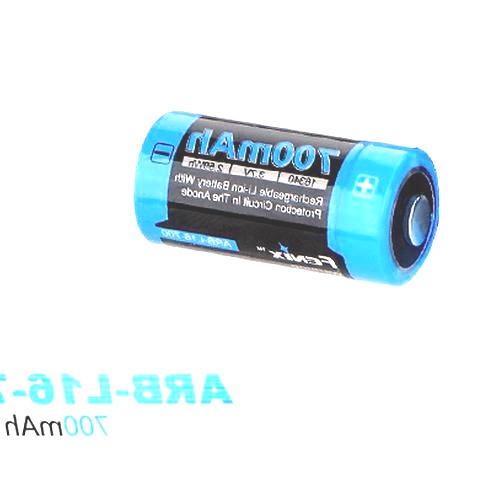 700mAh
16340 3.7V 2.59Wh
Rechargeable Li-ion Battery With
Protection Circuit In The Anode
ARB-L16-700
FENIX
ARB-L16-7
700mAh